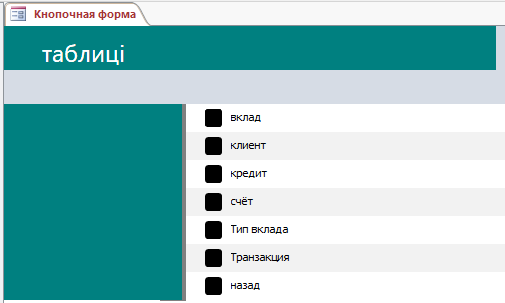 Кнопочная форма
таблиці
вклад
клиент
кредит
счёт
Тип вклада
Транзакция
назад